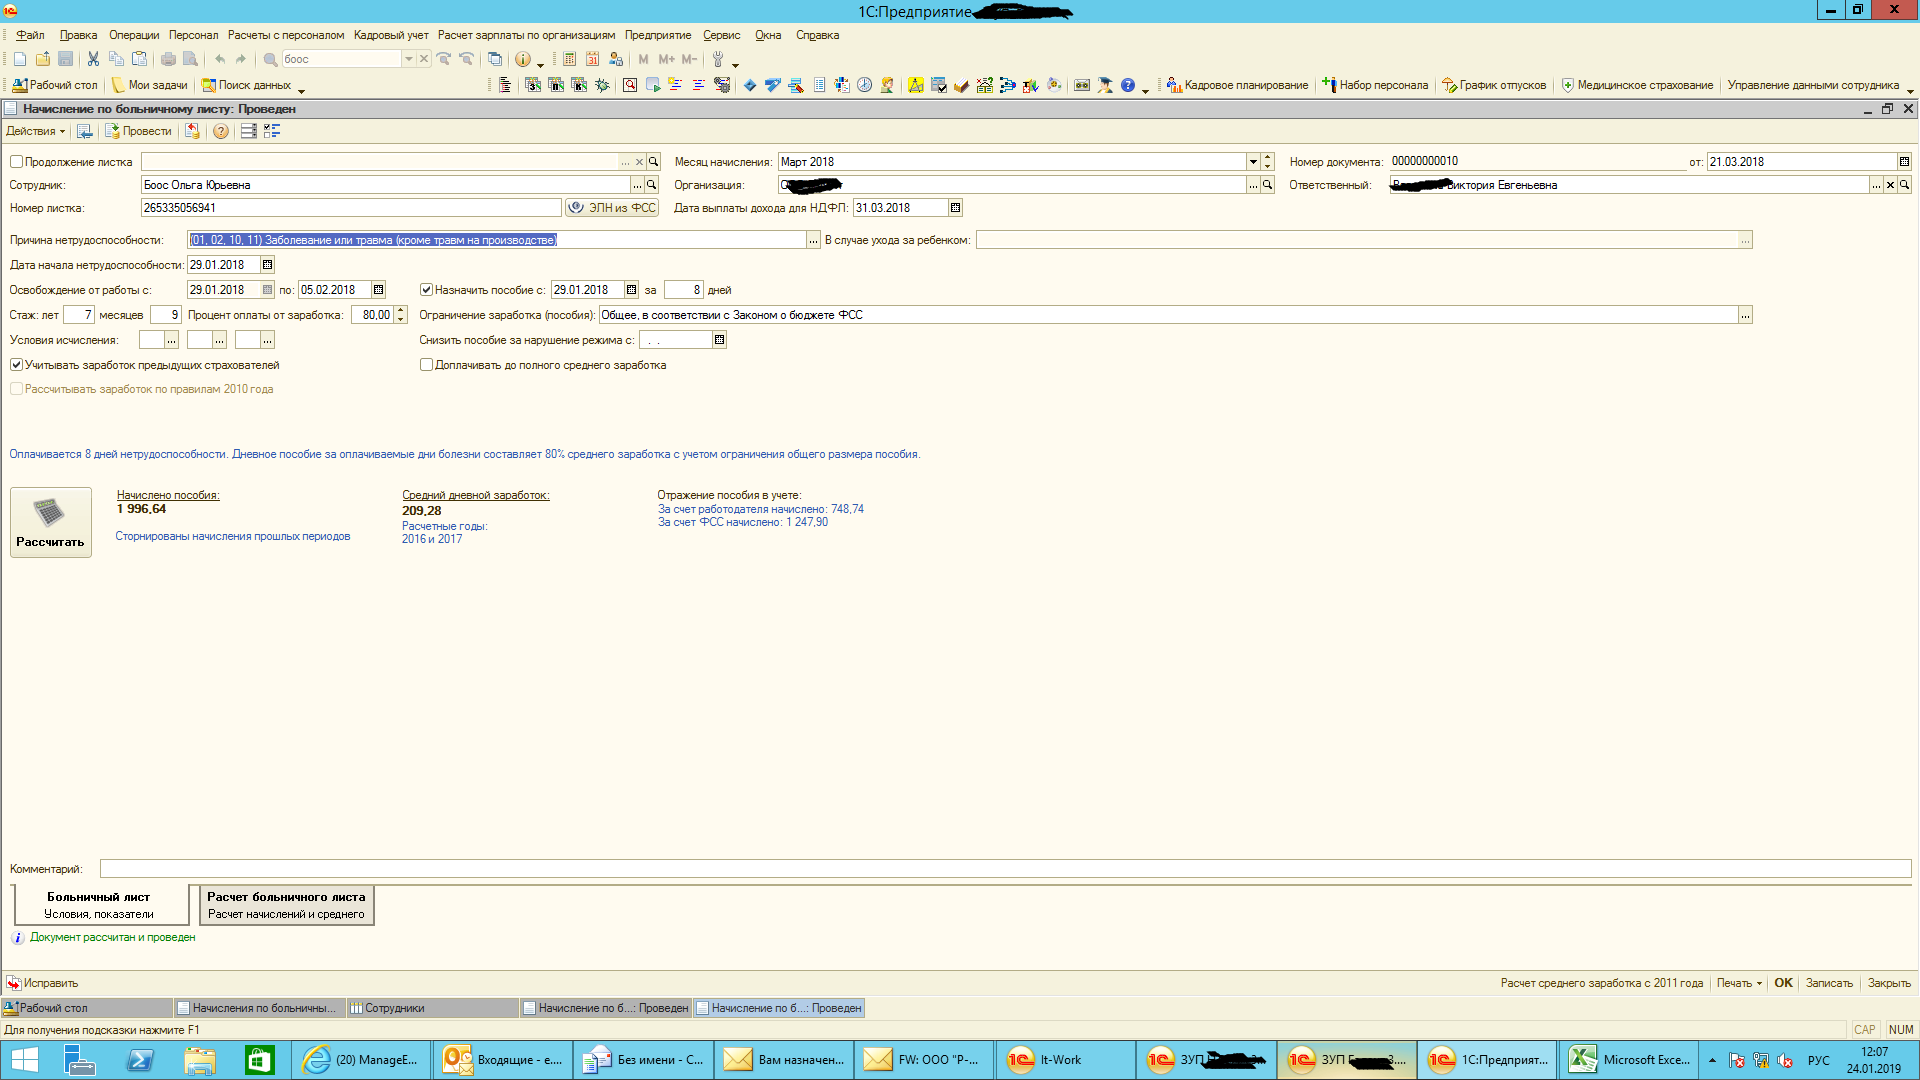 1С:Предприятие
Файл Правка Операции Персонал Расчеты с персоналом Кадровый учет Расчет зарплаты по организациям Предприятие Сервис Окна Справка
боос M M+ M-
Рабочий стол Мои задачи Поиск данных Кадровое планирование Набор персонала График отпусков Медицинское страхование Управление данными сотрудника
Начисление по больничному листу: Проведен
Действия Провести
Продолжение листка Месяц начисления: Март 2018 Номер документа: 00000000010 от: 21.03.2018
Сотрудник: Боос Ольга Юрьевна Организация: Ответственный: Виктория Евгеньевна
Номер листка: 265335056941 ЭЛН из ФСС Дата выплаты дохода для НДФЛ: 31.03.2018
Причина нетрудоспособности: (01, 02, 10, 11) Заболевание или травма (кроме травм на производстве) В случае ухода за ребенком:
Дата начала нетрудоспособности: 29.01.2018
Освобождение от работы с: 29.01.2018 по: 05.02.2018 Назначить пособие с: 29.01.2018 за 8 дней
Стаж: лет 7 месяцев 9 Процент оплаты от заработка: 80,00 Ограничение заработка (пособия): Общее, в соответствии с Законом о бюджете ФСС
Условия исчисления: Снизить пособие за нарушение режима с: . .
Учитывать заработок предыдущих страхователей Доплачивать до полного среднего заработка
Рассчитывать заработок по правилам 2010 года
Оплачивается 8 дней нетрудоспособности. Дневное пособие за оплачиваемые дни болезни составляет 80% среднего заработка с учетом ограничения общего размера пособия.
Рассчитать
Начислено пособия:
1 996,64
Сторнированы начисления прошлых периодов
Средний дневной заработок:
209,28
Расчетные годы:
2016 и 2017
Отражение пособия в учете:
За счет работодателя начислено: 748,74
За счет ФСС начислено: 1 247,90
Комментарий:
Больничный лист
Условия, показатели
Расчет больничного листа
Расчет начислений и среднего
Документ рассчитан и проведен
Исправить Расчет среднего заработка с 2011 года Печать OK Записать Закрыть
Рабочий стол Начисления по больничны... Сотрудники Начисление по б...: Проведен Начисление по б...: Проведен
Для получения подсказки нажмите F1 CAP NUM
(20) ManageE... Входящие - e.... Без имени - С... Вам назначен... FW: ООО "Р-... It-Work ЗУП ЗУП 1С:Предприят... Microsoft Exce... РУС 12:07
24.01.2019